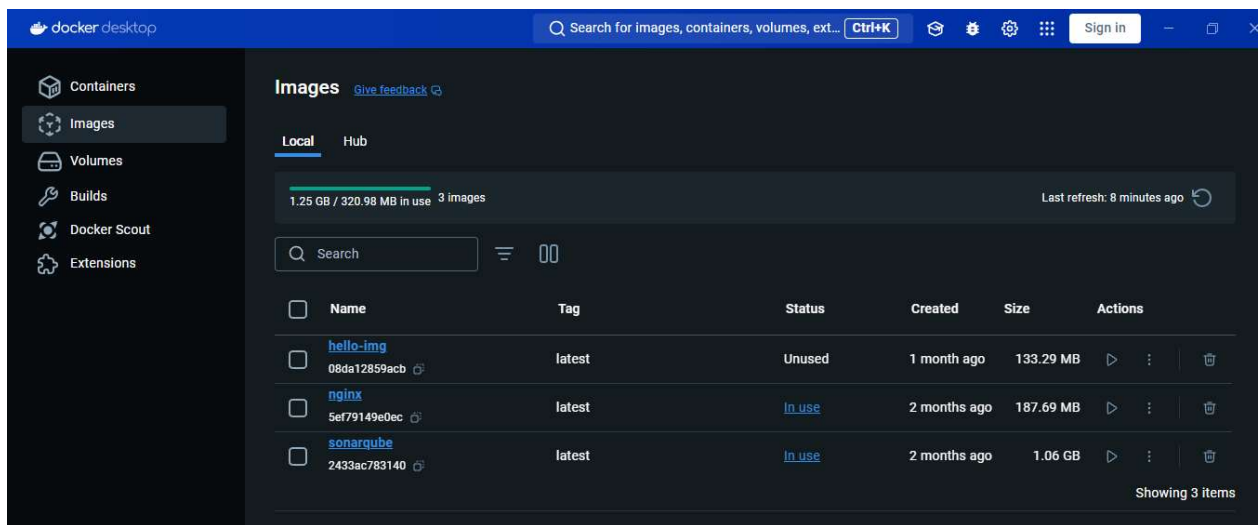 docker desktop
Search for images, containers, volumes, ext... Ctrl+K
Sign in
Containers
Images
Volumes
Builds
Docker Scout
Extensions
Images Give feedback
Local Hub
1.25 GB / 320.98 MB in use 3 images
Last refresh: 8 minutes ago
Search
Name Tag Status Created Size Actions
hello-img
08da12859acb
latest Unused 1 month ago 133.29 MB
nginx
5ef79149e0ec
latest In use 2 months ago 187.69 MB
sonarqube
2433ac783140
latest In use 2 months ago 1.06 GB
Showing 3 items